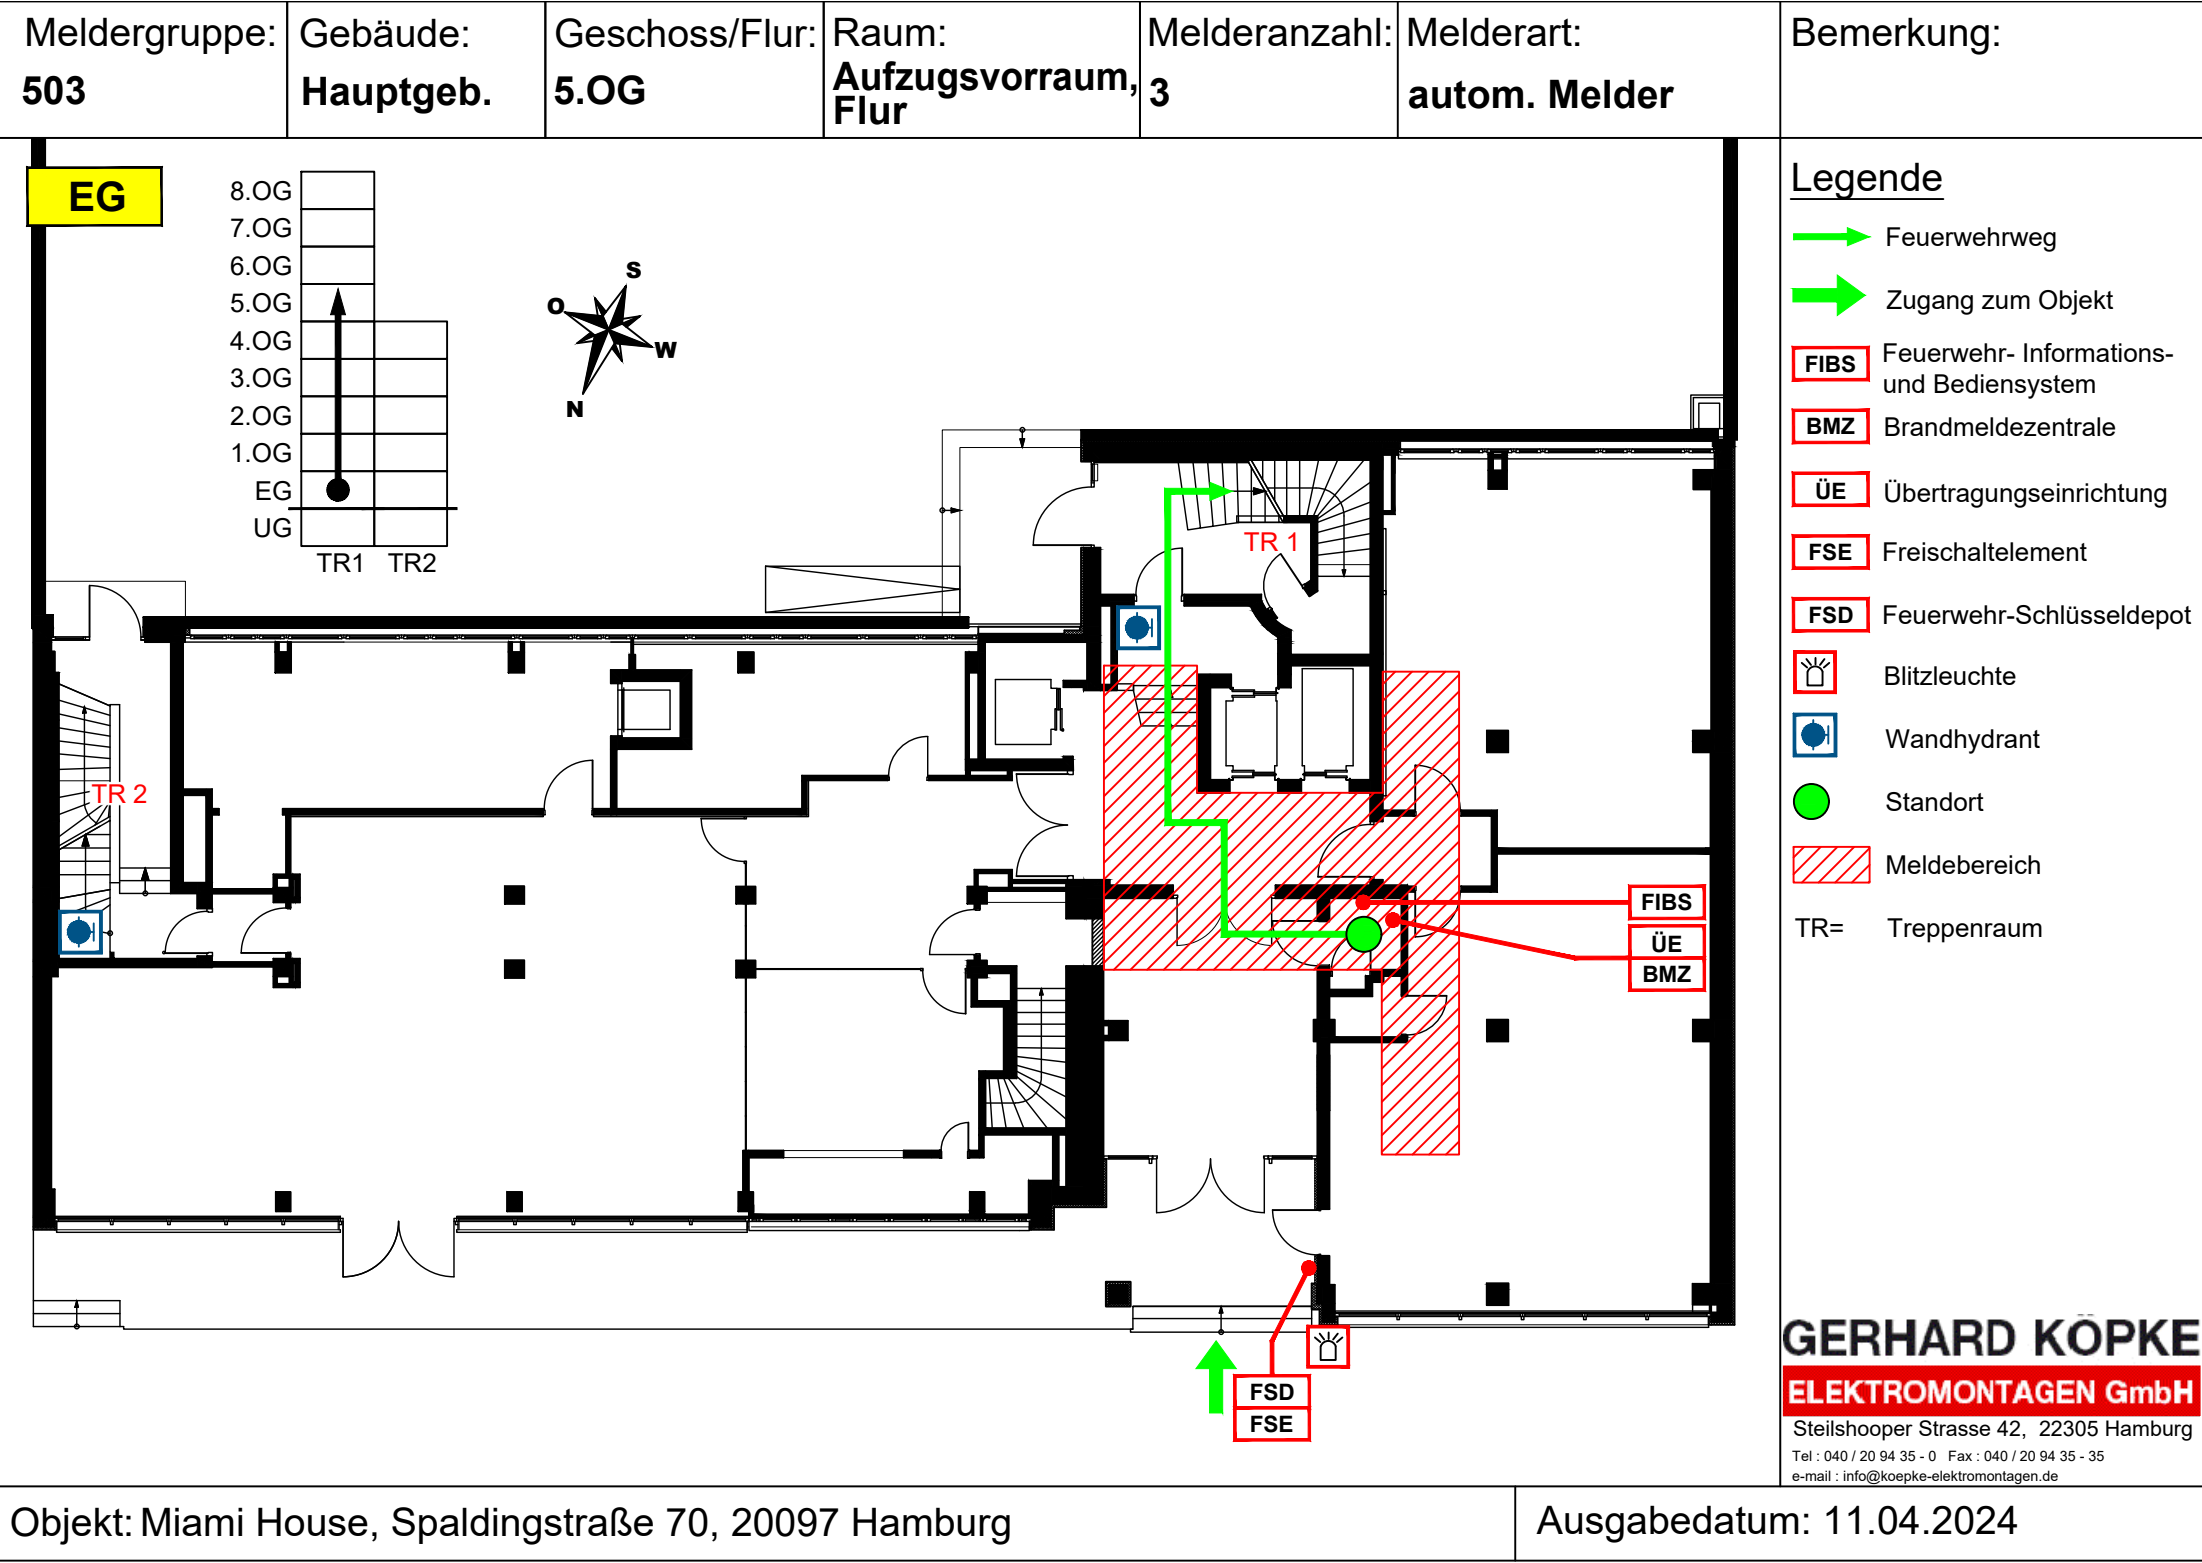 Meldergruppe:
503
Gebäude:
Hauptgeb.
Geschoss/Flur:
5.OG
Raum:
Aufzugsvorraum,
Flur
Melderanzahl:
3
Melderart:
autom. Melder
Bemerkung:
EG
8.OG
7.OG
6.OG
5.OG
4.OG
3.OG
2.OG
1.OG
EG
UG
TR1 TR2
S
O
W
N
TR 1
TR 2
FIBS
ÜE
BMZ
FSD
FSE
Legende
Feuerwehrweg
Zugang zum Objekt
FIBS Feuerwehr- Informations-
und Bediensystem
BMZ Brandmeldezentrale
ÜE Übertragungseinrichtung
FSE Freischaltelement
FSD Feuerwehr-Schlüsseldepot
Blitzleuchte
Wandhydrant
Standort
Meldebereich
TR= Treppenraum
GERHARD KÖPKE
ELEKTROMONTAGEN GmbH
Steilshooper Strasse 42, 22305 Hamburg
Tel : 040 / 20 94 35 - 0 Fax : 040 / 20 94 35 - 35
e-mail : info@koepke-elektromontagen.de
Objekt: Miami House, Spaldingstraße 70, 20097 Hamburg
Ausgabedatum: 11.04.2024